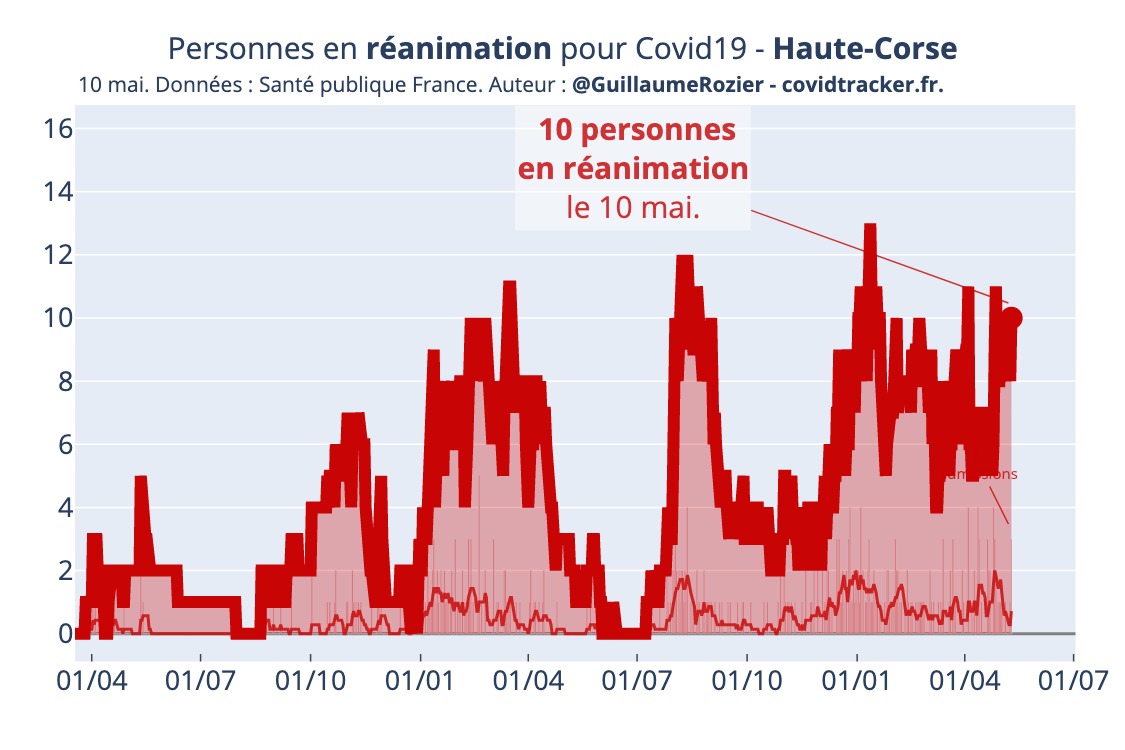 Personnes en réanimation pour Covid19 - Haute-Corse
10 mai. Données : Santé publique France. Auteur : @GuillaumeRozier - covidtracker.fr.
10 personnes
en réanimation
le 10 mai.
16
14
12
10
8
6
4
2
0
01/04 01/07 01/10 01/01 01/04 01/07 01/10 01/01 01/04 01/07